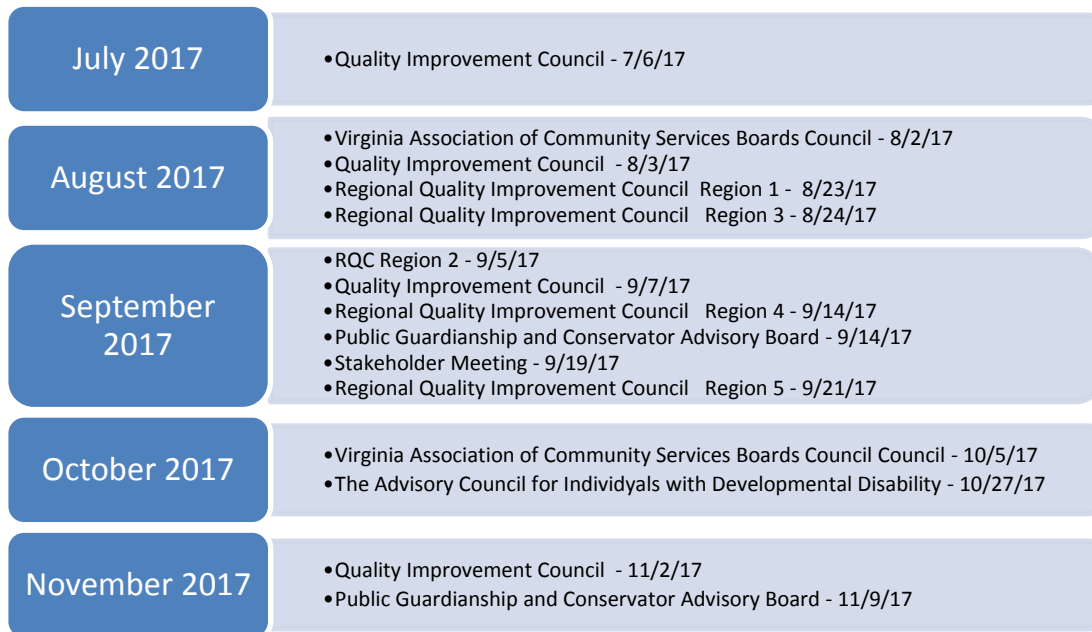 July 2017
•Quality Improvement Council - 7/6/17
August 2017
•Virginia Association of Community Services Boards Council - 8/2/17
•Quality Improvement Council - 8/3/17
•Regional Quality Improvement Council Region 1 - 8/23/17
•Regional Quality Improvement Council Region 3 - 8/24/17
September
2017
•RQC Region 2 - 9/5/17
•Quality Improvement Council - 9/7/17
•Regional Quality Improvement Council Region 4 - 9/14/17
•Public Guardianship and Conservator Advisory Board - 9/14/17
•Stakeholder Meeting - 9/19/17
•Regional Quality Improvement Council Region 5 - 9/21/17
October 2017
•Virginia Association of Community Services Boards Council Council - 10/5/17
•The Advisory Council for Individyals with Developmental Disability - 10/27/17
November 2017
•Quality Improvement Council - 11/2/17
•Public Guardianship and Conservator Advisory Board - 11/9/17